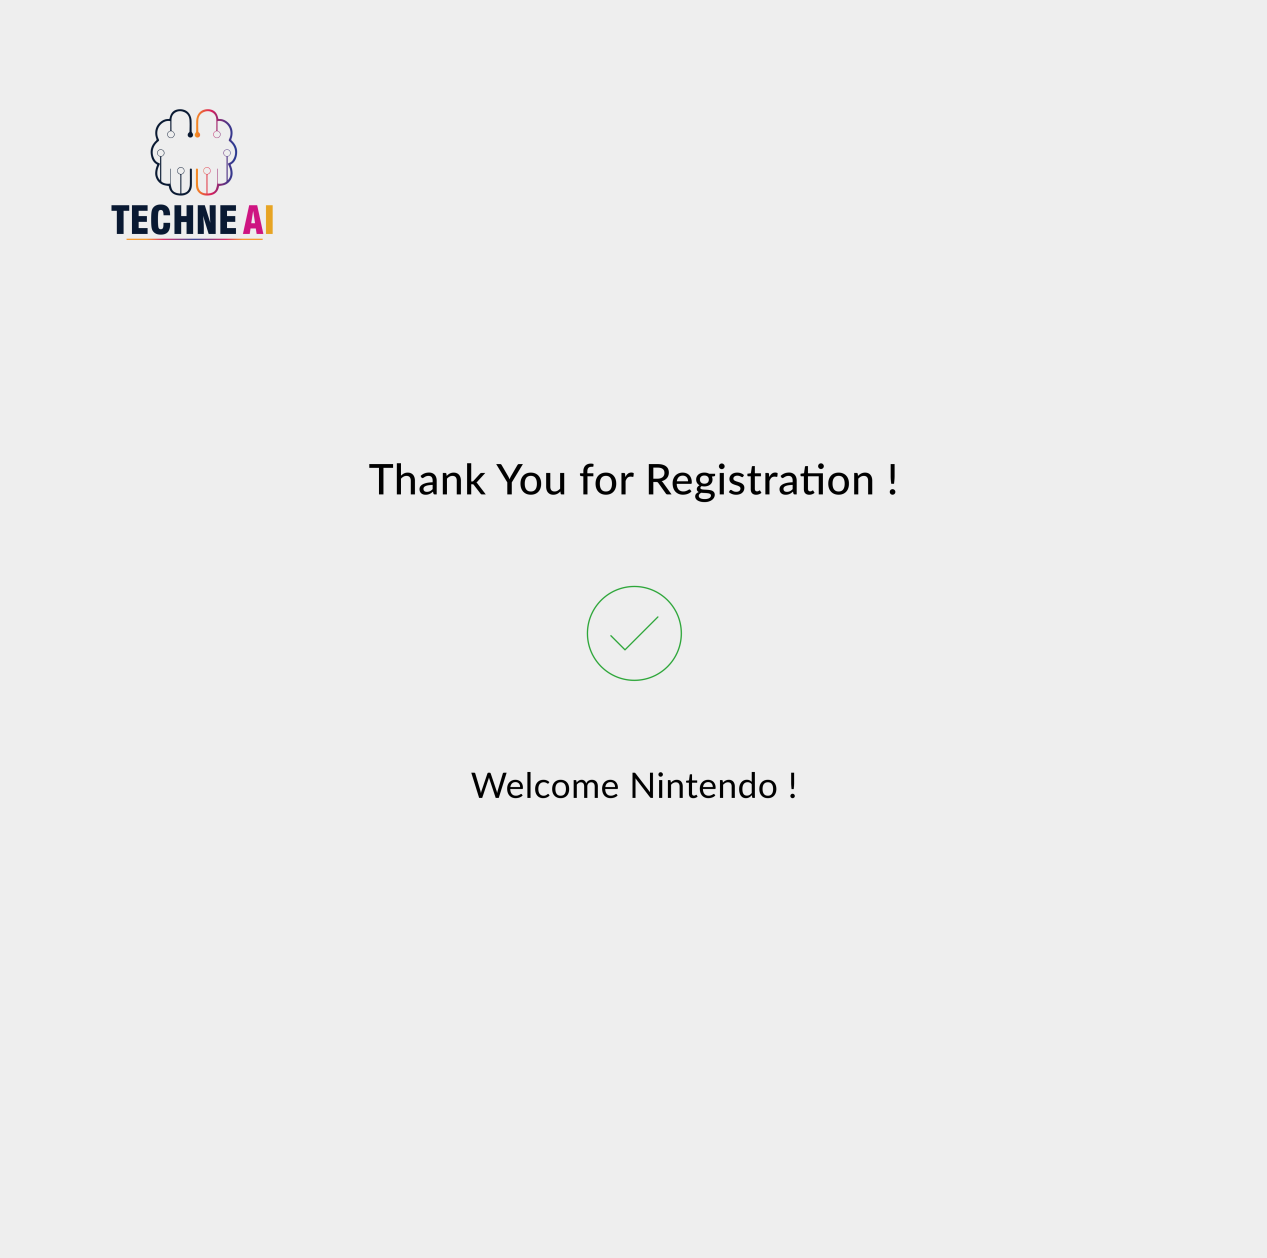 TECHNE AI
Thank You for Registration !
Welcome Nintendo !